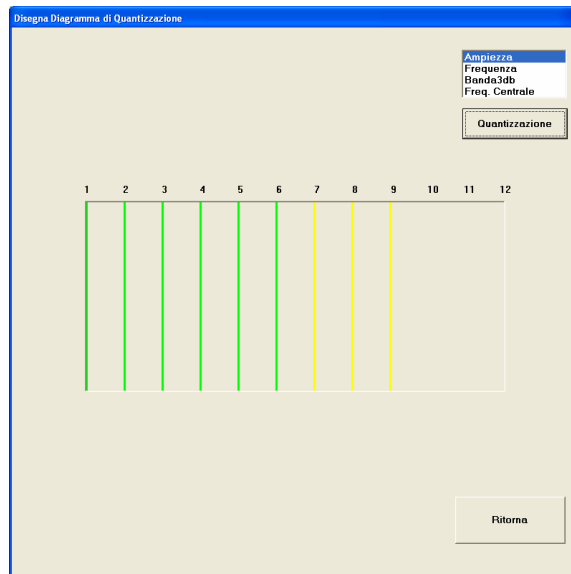 Disegna Diagramma di Quantizzazione
Ampiezza
Frequenza
Banda3db
Freq. Centrale
Quantizzazione
1 2 3 4 5 6 7 8 9 10 11 12
Ritorna